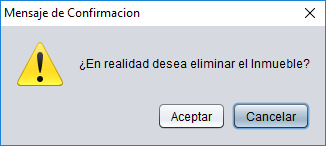 Mensaje de Confirmacion
¿En realidad desea eliminar el Inmueble?
Aceptar
Cancelar